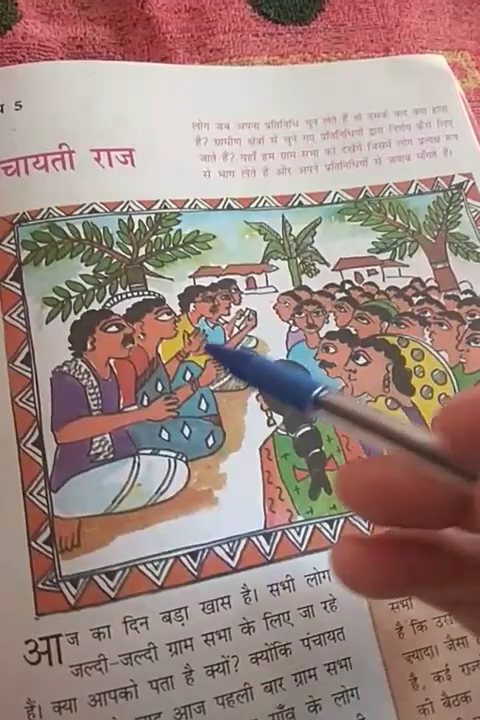 5
चायती राज
लोग जब अपना प्रतिनिधि चुन लेते हैं तो उसके बाद क्या होता
है? ग्रामीण क्षेत्रों में चुने गए प्रतिनिधियों द्वारा निर्णय कैसे लिए
जाते हैं? यहाँ हम ग्राम सभा को देखेंगे जिसमें लोग प्रत्यक्ष रूप
से भाग लेते हैं और अपने प्रतिनिधियों से जवाब माँगते हैं।
आज का दिन बड़ा खास है। सभी लोग
जल्दी-जल्दी ग्राम सभा के लिए जा रहे
हैं। क्या आपको पता है क्यों? क्योंकि पंचायत
आज पहली बार ग्राम सभा
गाँव के लोग
सभा
है कि
ज्यादा। जैसा
है, कई
को बैठक